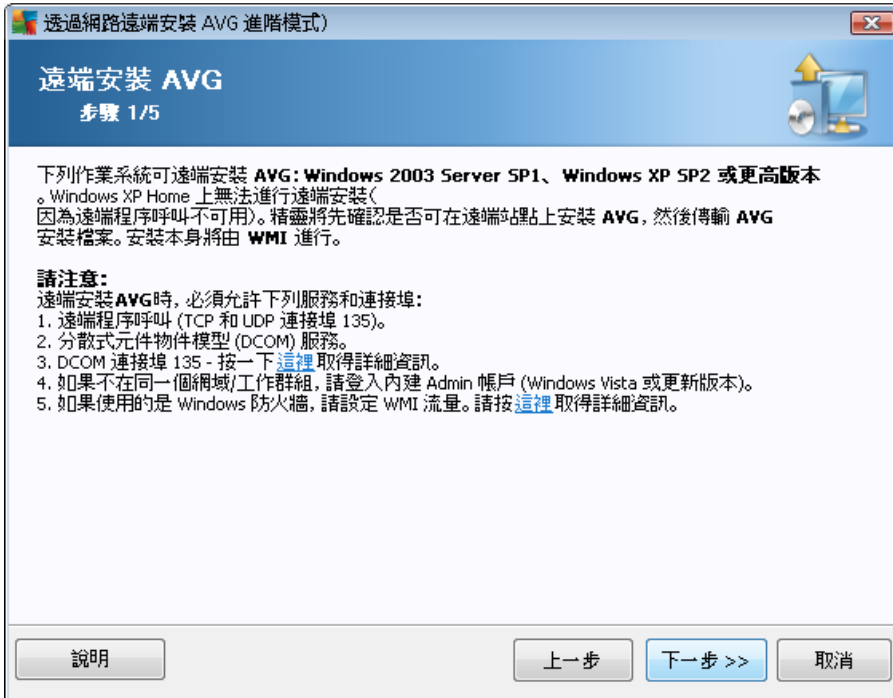 透過網路遠端安裝 AVG 進階模式)
遠端安裝 AVG
步驟 1/5
下列作業系統可遠端安裝 AVG: Windows 2003 Server SP1、Windows XP SP2 或更高版本
。Windows XP Home 上無法進行遠端安裝(
因為遠端程序呼叫不可用)。精靈將先確認是否可在遠端站點上安裝 AVG, 然後傳輸 AVG
安裝檔案。安裝本身將由 WMI 進行。
請注意:
遠端安裝AVG時, 必須允許下列服務和連接埠:
1. 遠端程序呼叫 (TCP 和 UDP 連接埠 135)。
2. 分散式元件物件模型 (DCOM) 服務。
3. DCOM 連接埠 135 - 按一下這裡取得詳細資訊。
4. 如果不在同一個網域/工作群組, 請登入內建 Admin 帳戶 (Windows Vista 或更新版本)。
5. 如果使用的是 Windows 防火牆, 請設定 WMI 流量。請按這裡取得詳細資訊。
說明
上一步
下一步 >>
取消